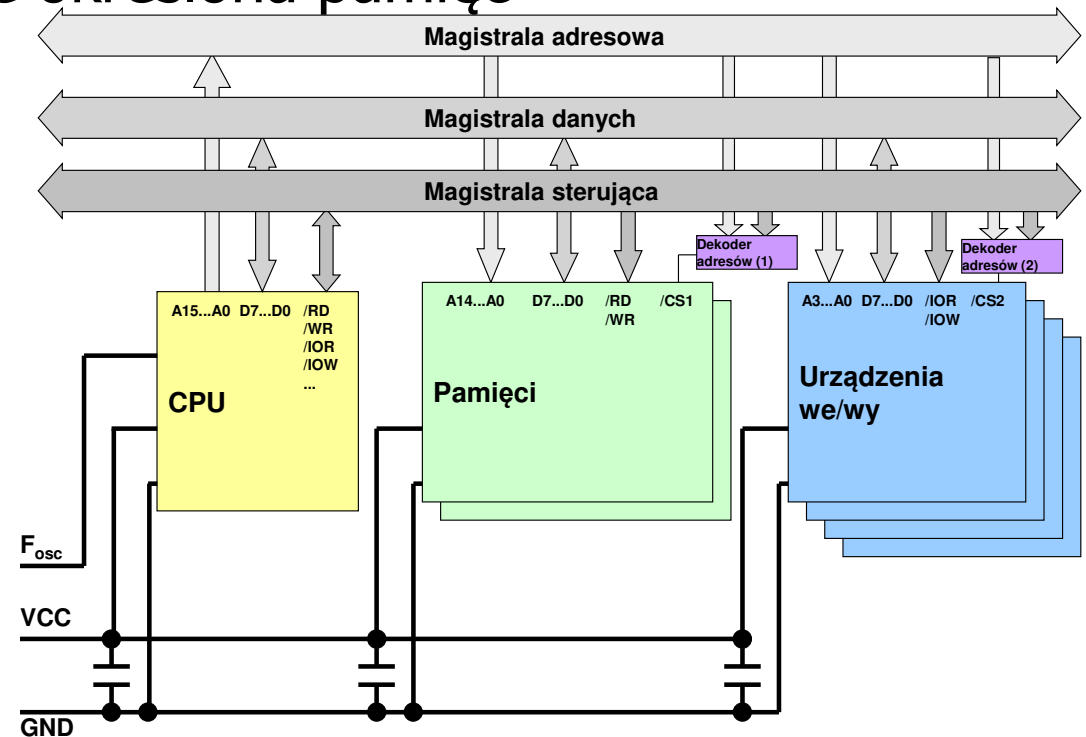 określoną pamięć
Magistrala adresowa
Magistrala danych
Magistrala sterująca
Dekoder
adresów (1)
Dekoder
adresów (2)
A15...A0 D7...D0 /RD
/WR
/IOR
/IOW
...
CPU
A14...A0 D7...D0 /RD /CS1
/WR
Pamięci
A3...A0 D7...D0 /IOR /CS2
/IOW
Urządzenia
we/wy
Fosc
VCC
GND